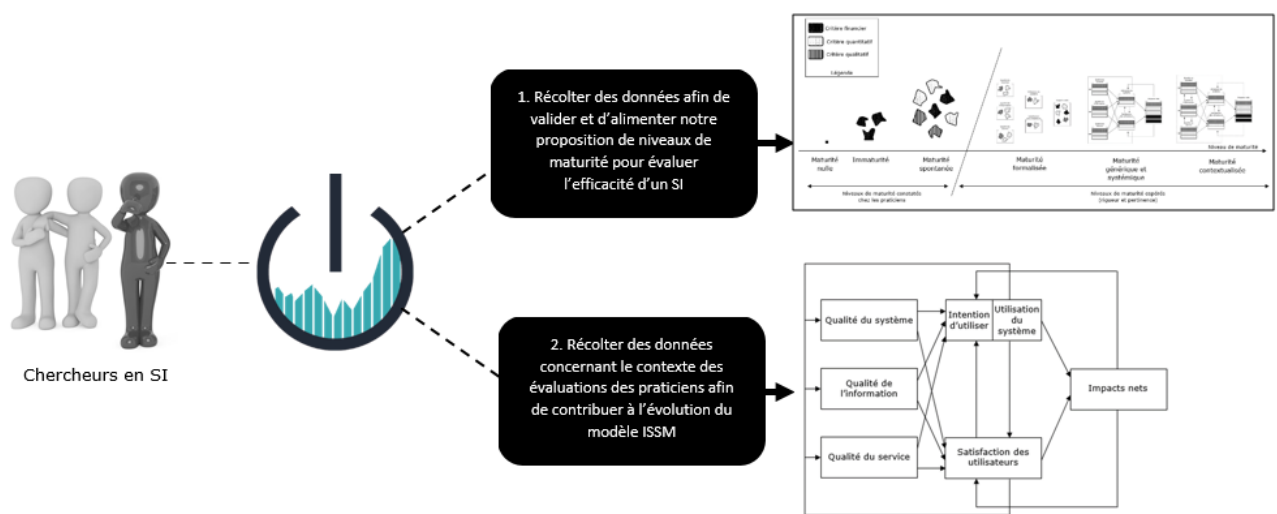 Critère financier
Critère quantitatif
Critère qualitatif
Légende
Niveau de maturité
Maturité
nulle
Immaturité
Maturité
spontanée
Maturité
formalisée
Maturité
générique et
systémique
Maturité
contextualisée
Niveaux de maturité constatés
chez les praticiens
Niveaux de maturité espérés
(rigueur et pertinence)
1. Récolter des données afin de
valider et d'alimenter notre
proposition de niveaux de
maturité pour évaluer
l'efficacité d'un SI
Chercheurs en SI
2. Récolter des données
concernant le contexte des
évaluations des praticiens afin
de contribuer à l'évolution du
modèle ISSM
Qualité du système
Intention
d'utiliser
Utilisation
du
système
Qualité de
l'information
Impacts nets
Qualité du service
Satisfaction des
utilisateurs